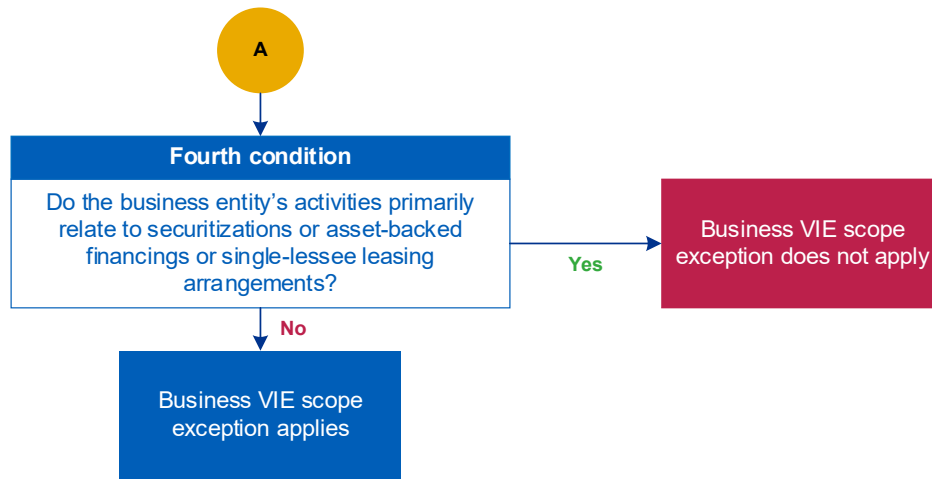 A
Fourth condition
Do the business entity’s activities primarily
relate to securitizations or asset-backed
financings or single-lessee leasing
arrangements?
Yes
Business VIE scope
exception does not apply
No
Business VIE scope
exception applies